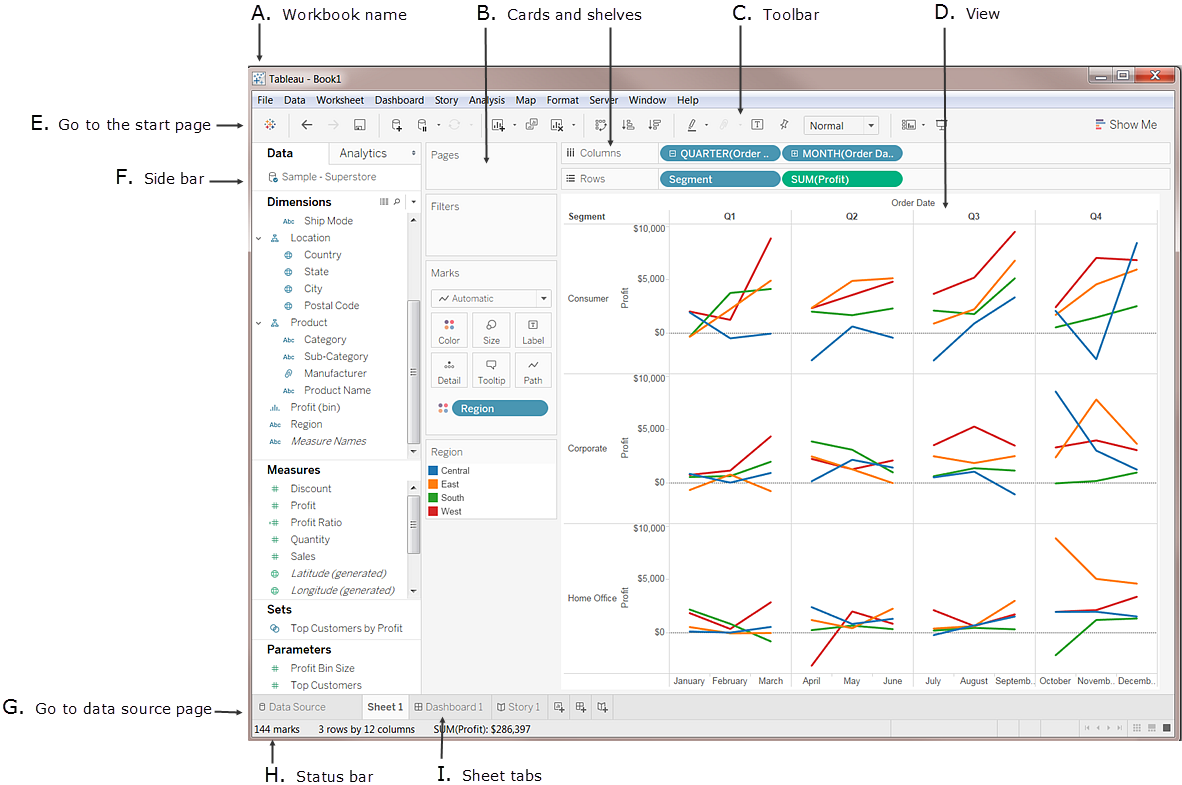 A. Workbook name
B. Cards and shelves
C. Toolbar
D. View
Tableau - Book1
File Data Worksheet Dashboard Story Analysis Map Format Server Window Help
E. Go to the start page
Normal
Show Me
Data
Analytics
Pages
Columns
QUARTER(Order ..
MONTH(Order Da..
F. Side bar
Sample - Superstore
Rows
Segment
SUM(Profit)
Dimensions
Filters
Order Date
Segment
Q1
Q2
Q3
Q4
Abc Ship Mode
Location
Country
State
City
Postal Code
Product
Abc Category
Abc Sub-Category
Manufacturer
Abc Product Name
Profit (bin)
Abc Region
Abc Measure Names
Measures
# Discount
# Profit
=# Profit Ratio
# Quantity
# Sales
Latitude (generated)
Longitude (generated)
Sets
Top Customers by Profit
Parameters
# Profit Bin Size
# Top Customers
Marks
Automatic
Color
Size
Label
Detail
Tooltip
Path
Region
Region
Central
East
South
West
Consumer
Profit
$10,000
$5,000
$0
Corporate
Profit
$10,000
$5,000
$0
Home Office
Profit
$10,000
$5,000
$0
January February March April May June July August Septemb.. October Novemb.. Decemb..
G. Go to data source page
Data Source
Sheet 1
Dashboard 1
Story 1
144 marks
3 rows by 12 columns
SUM(Profit): $286,397
H. Status bar
I. Sheet tabs